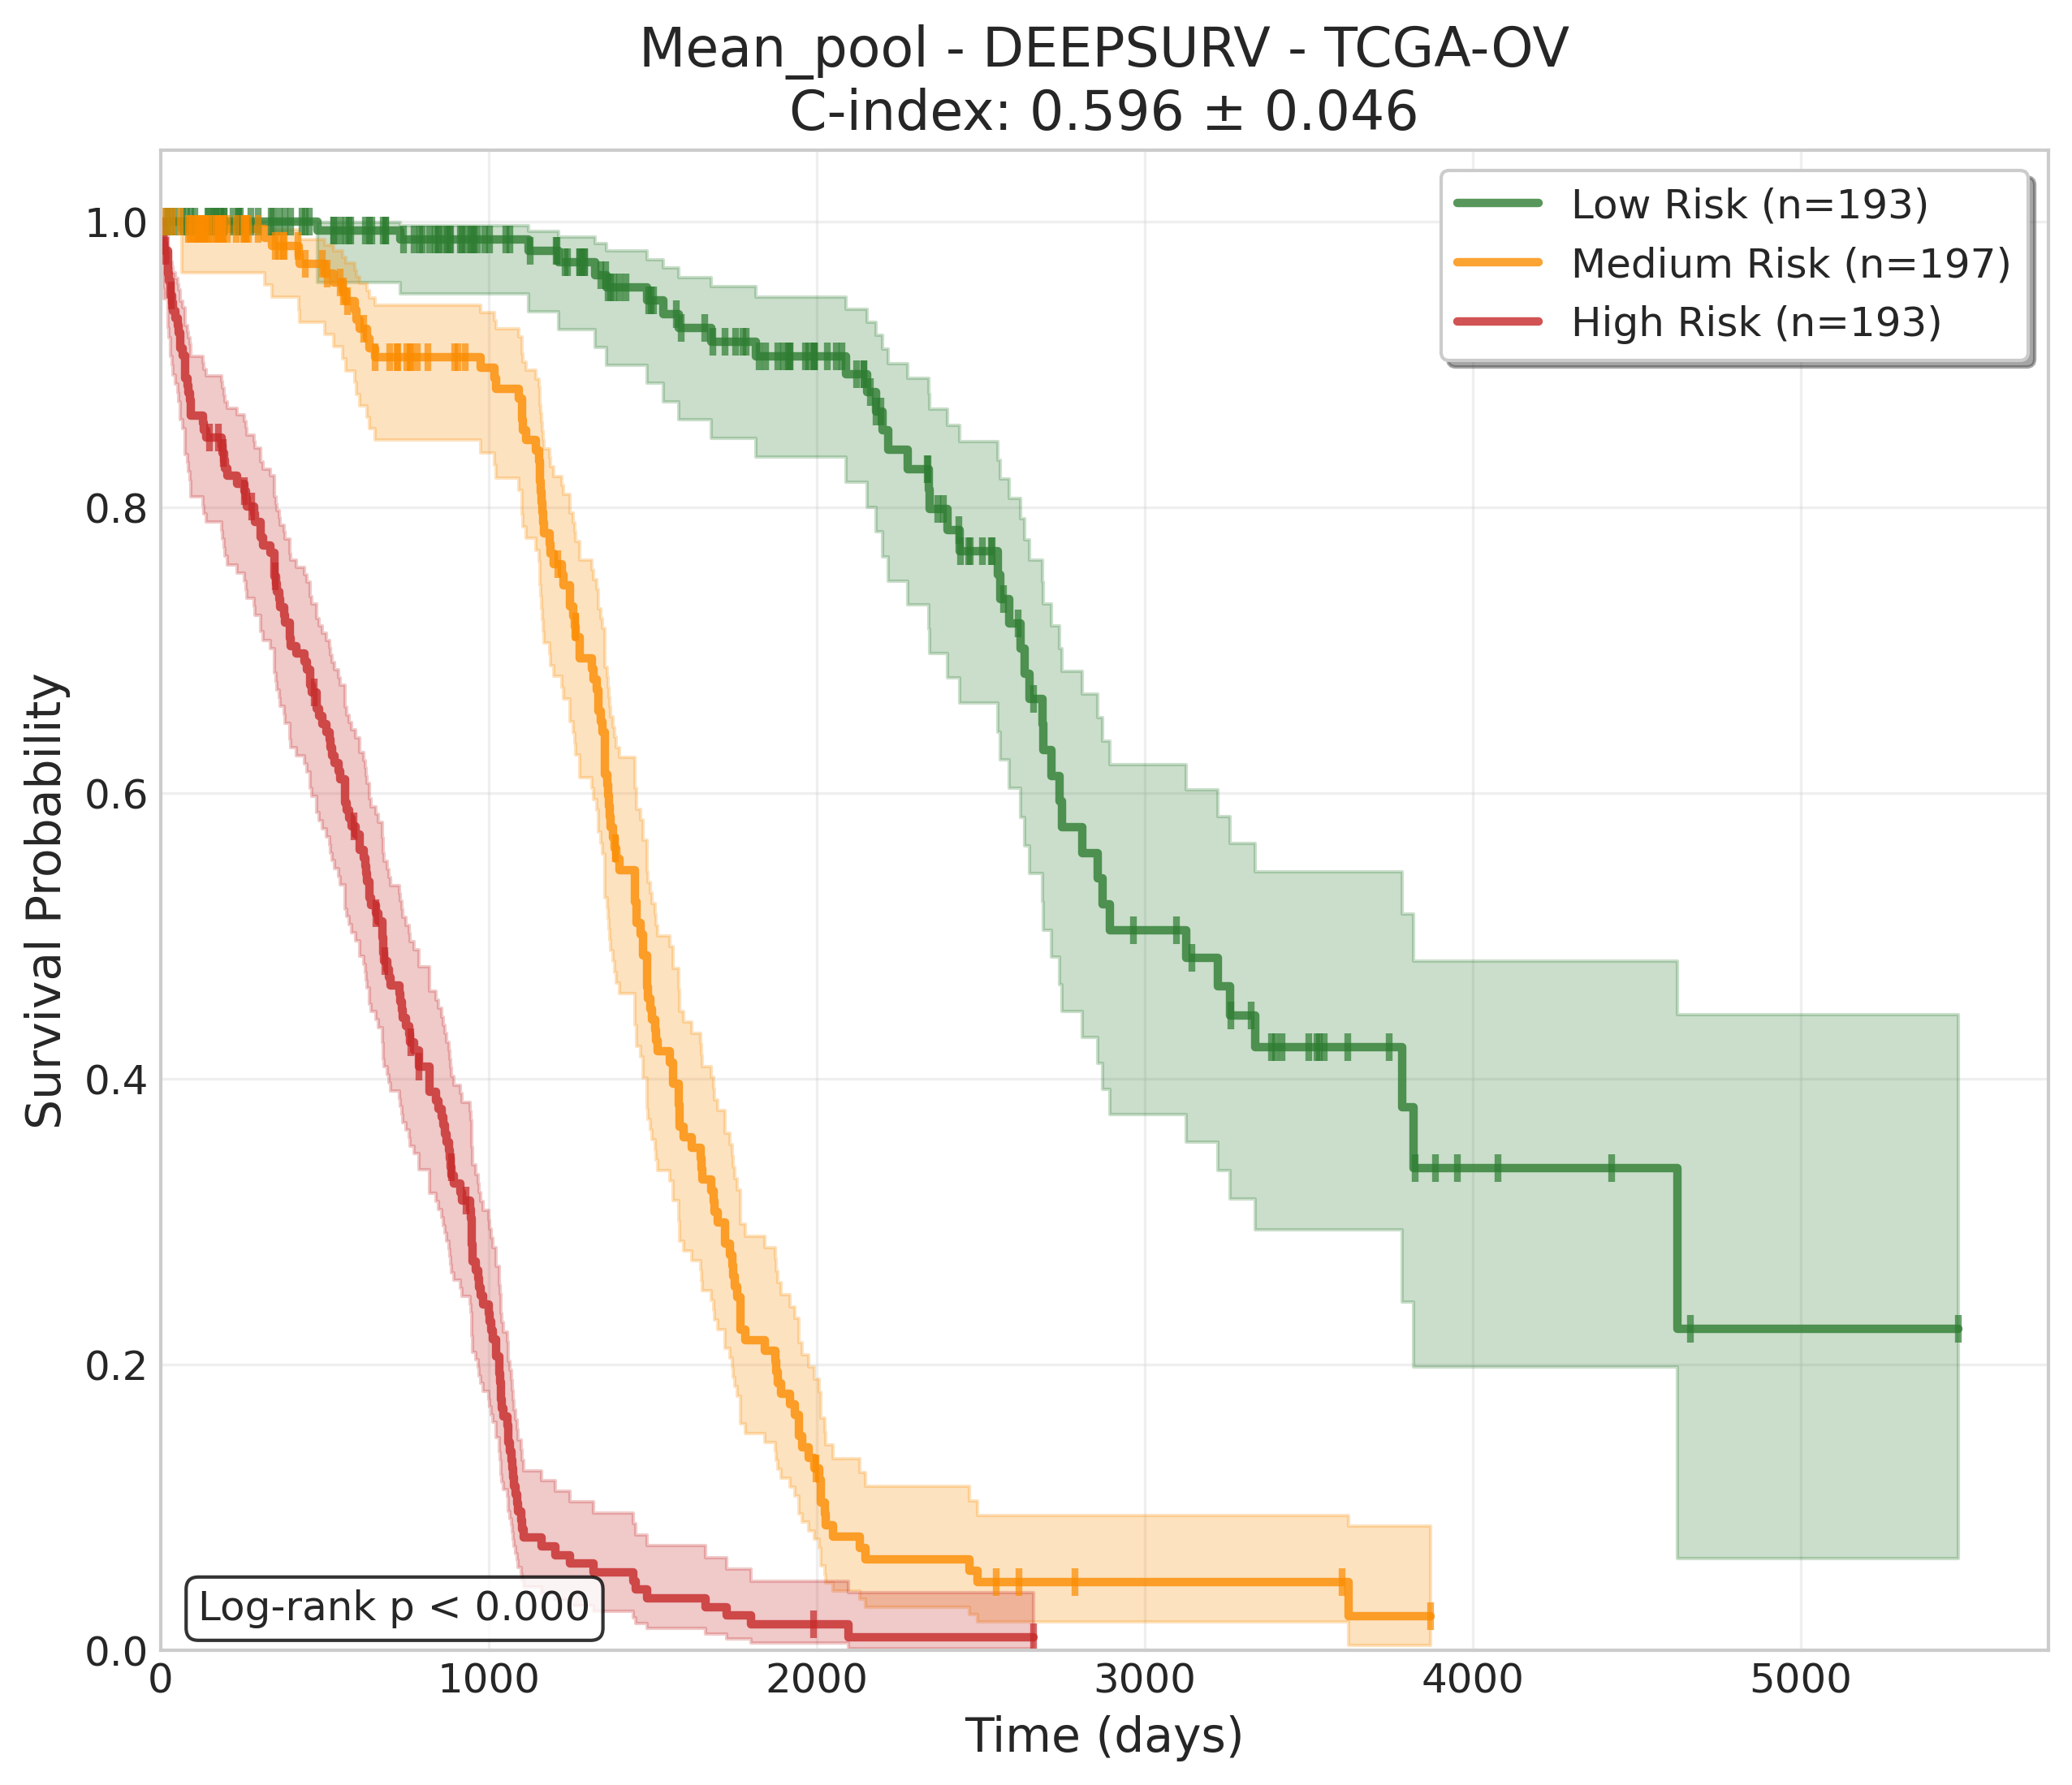 Mean_pool - DEEPSURV - TCGA-OV
C-index: 0.596 ± 0.046
Low Risk (n=193)
Medium Risk (n=197)
High Risk (n=193)
Survival Probability
1.0
0.8
0.6
0.4
0.2
0.0
Log-rank p < 0.000
0
1000
2000
3000
4000
5000
Time (days)